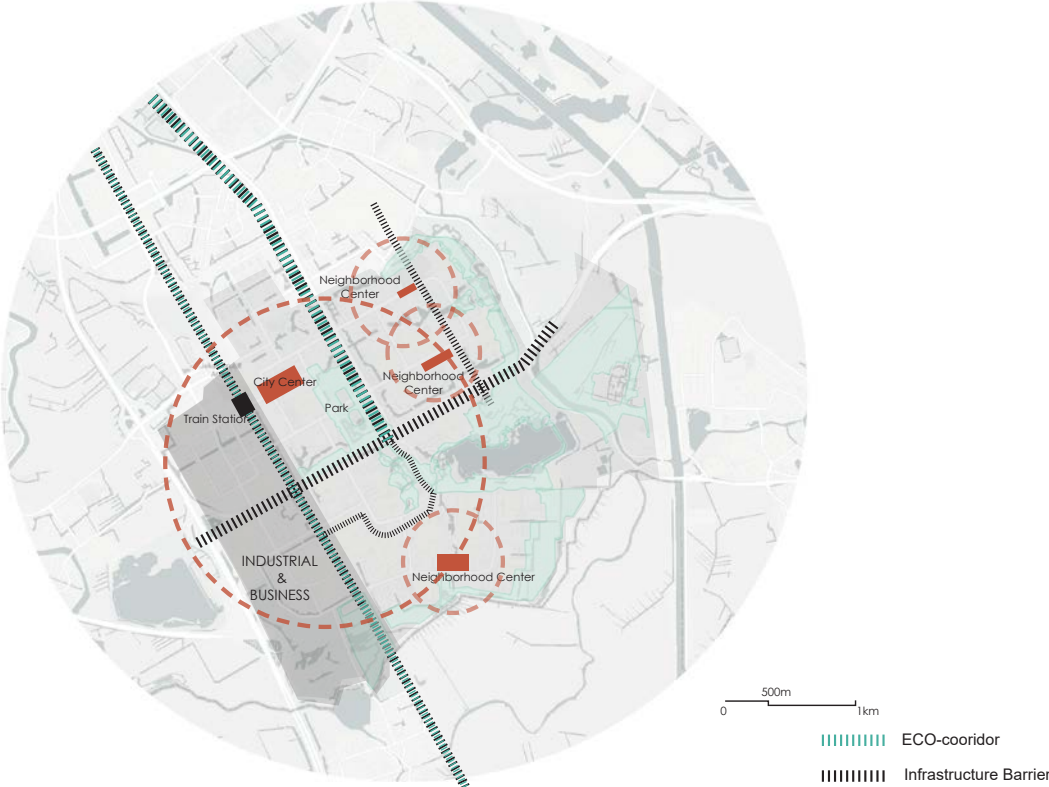 Neighborhood
Center
City Center
Neighborhood
Center
Train Station
Park
INDUSTRIAL
&
BUSINESS
Neighborhood Center
500m
0
1km
ECO-cooridor
Infrastructure Barrier